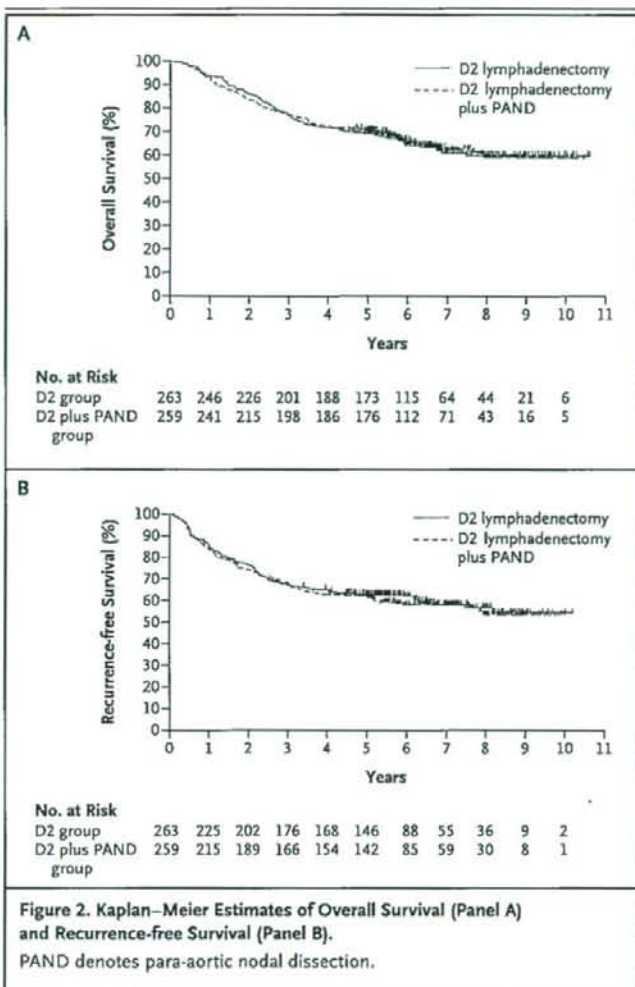 A
100
90
80
70
60
50
40
30
20
10
0
Overall Survival (%)
D2 lymphadenectomy
D2 lymphadenectomy
plus PAND
0 1 2 3 4 5 6 7 8 9 10 11
Years
No. at Risk
D2 group 263 246 226 201 188 173 115 64 44 21 6
D2 plus PAND 259 241 215 198 186 176 112 71 43 16 5
group
B
100
90
80
70
60
50
40
30
20
10
0
Recurrence-free Survival (%)
D2 lymphadenectomy
D2 lymphadenectomy
plus PAND
0 1 2 3 4 5 6 7 8 9 10 11
Years
No. at Risk
D2 group 263 225 202 176 168 146 88 55 36 9 2
D2 plus PAND 259 215 189 166 154 142 85 59 30 8 1
group
Figure 2. Kaplan–Meier Estimates of Overall Survival (Panel A)
and Recurrence-free Survival (Panel B).
PAND denotes para-aortic nodal dissection.